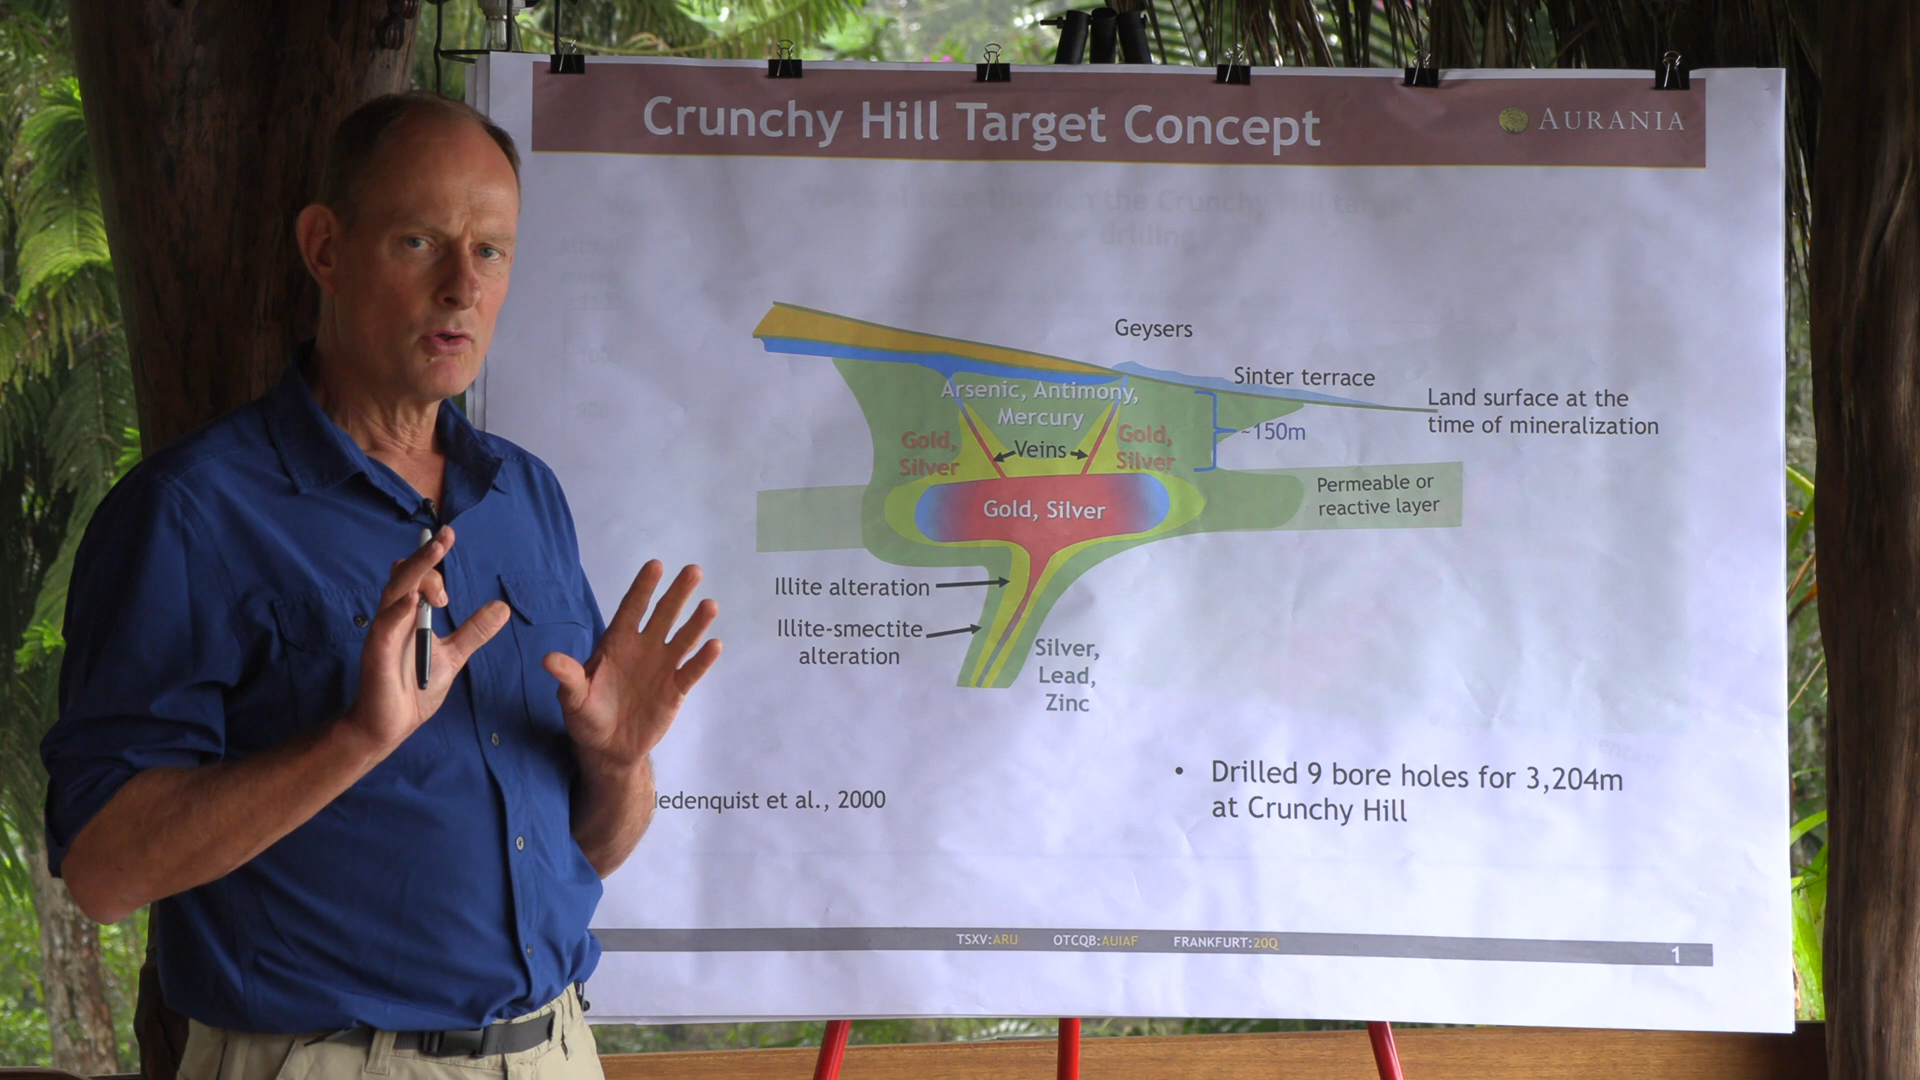 Crunchy Hill Target Concept
AURANIA
Geysers
Sinter terrace
Land surface at the
time of mineralization
Arsenic, Antimony,
Mercury
Gold,
Silver
Veins
Gold,
Silver
~150m
Gold, Silver
Permeable or
reactive layer
Illite alteration
Illite-smectite
alteration
Silver,
Lead,
Zinc
edenquist et al., 2000
• Drilled 9 bore holes for 3,204m
at Crunchy Hill
TSXV:ARU OTCQB:AUIAF FRANKFURT:20Q
1